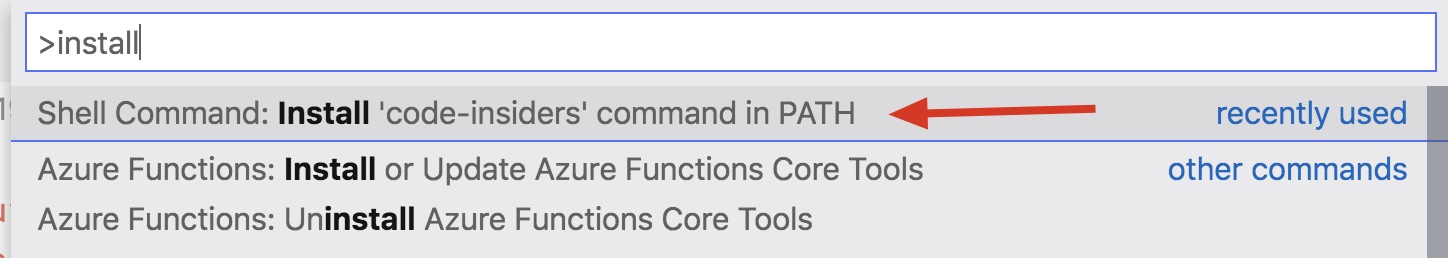 >install
Shell Command: Install 'code-insiders' command in PATH recently used
Azure Functions: Install or Update Azure Functions Core Tools other commands
Azure Functions: Uninstall Azure Functions Core Tools